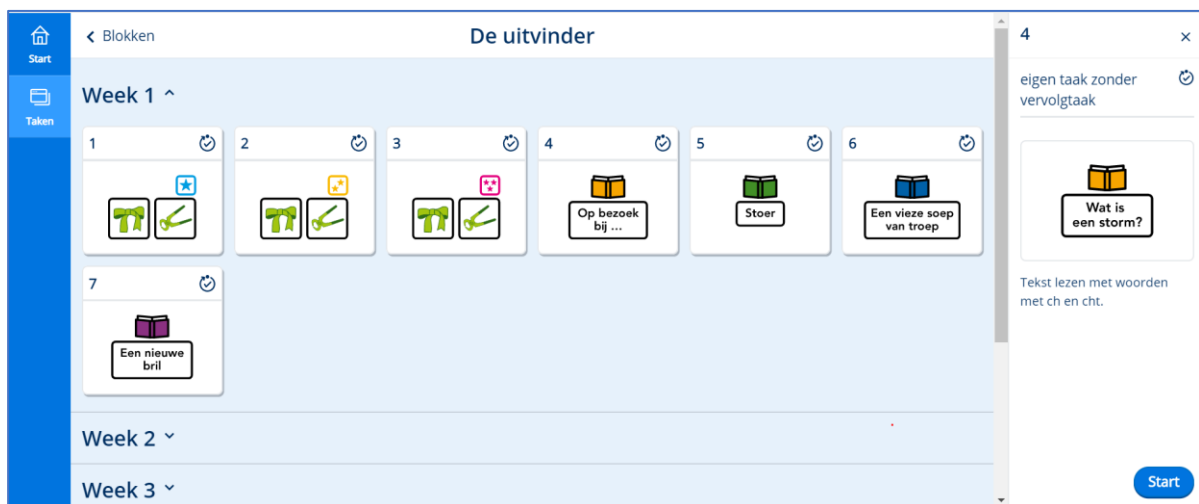 Start
Taken
Blokken
De uitvinder
Week 1
1
2
3
4
Op bezoek
bij ...
5
Stoer
6
Een vieze soep
van troep
7
Een nieuwe
bril
Week 2
Week 3
4
eigen taak zonder
vervolgtaak
Wat is
een storm?
Tekst lezen met woorden
met ch en cht.
Start